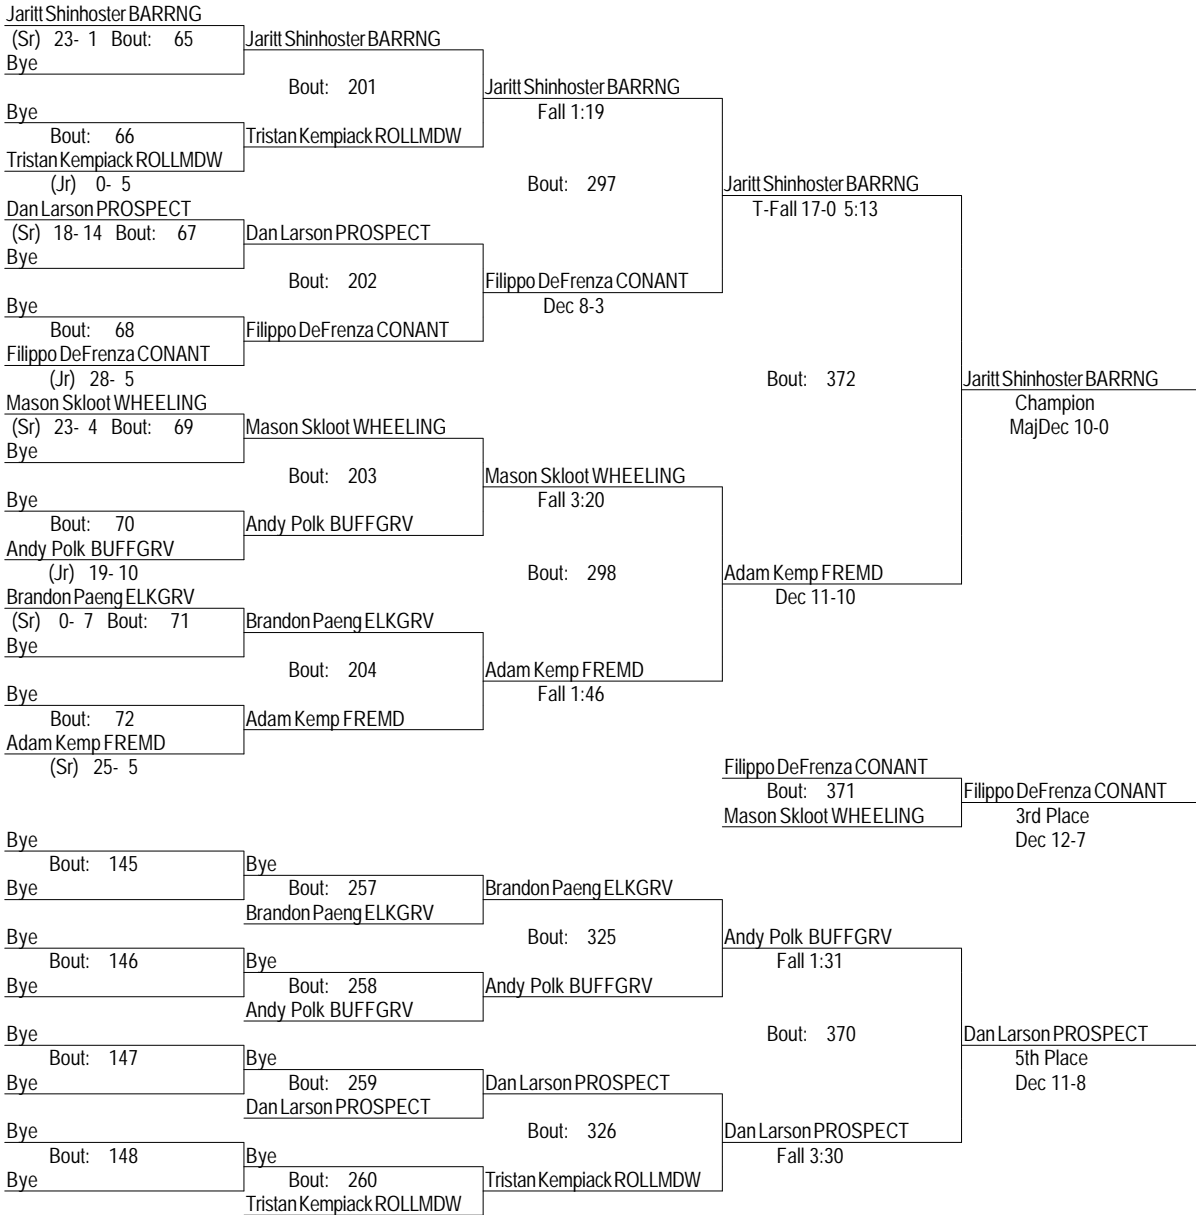 Jaritt Shinhoster BARRNG
(Sr) 23- 1 Bout: 65
Jaritt Shinhoster BARRNG
Bye
Bout: 201
Jaritt Shinhoster BARRNG
Bye
Fall 1:19
Bout: 66
Tristan Kempiack ROLLMDW
Tristan Kempiack ROLLMDW
(Jr) 0- 5
Bout: 297
Jaritt Shinhoster BARRNG
Dan Larson PROSPECT
T-Fall 17-0 5:13
(Sr) 18- 14 Bout: 67
Dan Larson PROSPECT
Bye
Bout: 202
Filippo DeFrenza CONANT
Bye
Dec 8-3
Bout: 68
Filippo DeFrenza CONANT
Filippo DeFrenza CONANT
(Jr) 28- 5
Bout: 372
Jaritt Shinhoster BARRNG
Mason Skloot WHEELING
Champion
(Sr) 23- 4 Bout: 69
Mason Skloot WHEELING
MajDec 10-0
Bye
Bout: 203
Mason Skloot WHEELING
Bye
Fall 3:20
Bout: 70
Andy Polk BUFFGRV
Andy Polk BUFFGRV
(Jr) 19- 10
Bout: 298
Adam Kemp FREMD
Brandon Paeng ELKGRV
Dec 11-10
(Sr) 0- 7 Bout: 71
Brandon Paeng ELKGRV
Bye
Bout: 204
Adam Kemp FREMD
Bye
Fall 1:46
Bout: 72
Adam Kemp FREMD
Adam Kemp FREMD
(Sr) 25- 5
Filippo DeFrenza CONANT
Bout: 371
Filippo DeFrenza CONANT
Mason Skloot WHEELING
3rd Place
Dec 12-7
Bye
Bout: 145
Bye
Bye
Bout: 257
Brandon Paeng ELKGRV
Brandon Paeng ELKGRV
Bye
Bout: 325
Andy Polk BUFFGRV
Bout: 146
Bye
Fall 1:31
Bye
Bout: 258
Andy Polk BUFFGRV
Andy Polk BUFFGRV
Bye
Bout: 370
Dan Larson PROSPECT
Bout: 147
Bye
5th Place
Bye
Bout: 259
Dan Larson PROSPECT
Dec 11-8
Dan Larson PROSPECT
Bye
Bout: 326
Dan Larson PROSPECT
Bout: 148
Bye
Fall 3:30
Bye
Bout: 260
Tristan Kempiack ROLLMDW
Tristan Kempiack ROLLMDW